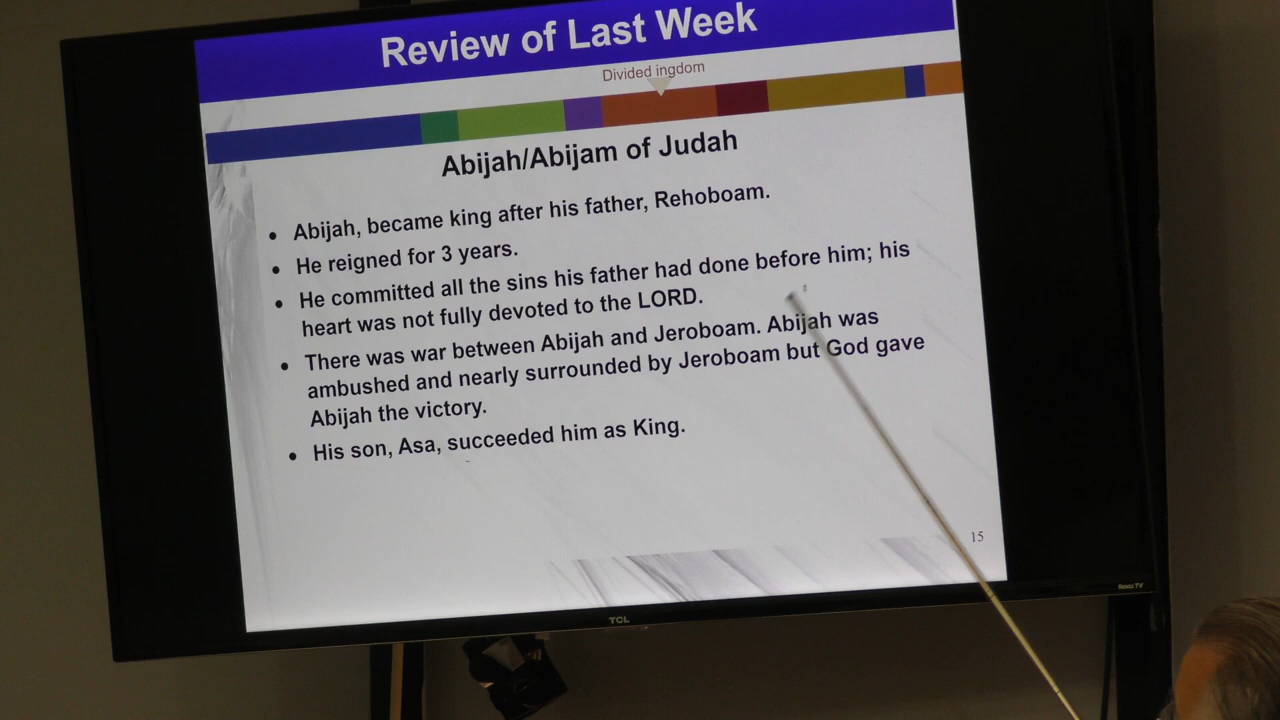 Review of Last Week
Divided ingdom
Abijah/Abijam of Judah
• Abijah, became king after his father, Rehoboam.
• He reigned for 3 years.
• He committed all the sins his father had done before him; his
heart was not fully devoted to the LORD.
• There was war between Abijah and Jeroboam. Abijah was
ambushed and nearly surrounded by Jeroboam but God gave
Abijah the victory.
• His son, Asa, succeeded him as King.
15
TCL
Roku TV